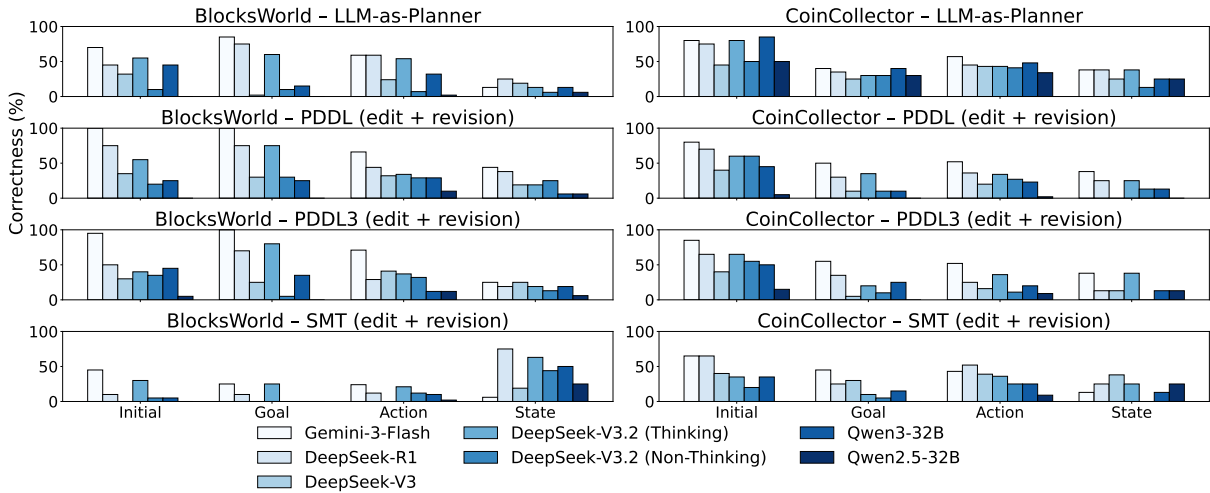 BlocksWorld – LLM-as-Planner
CoinCollector – LLM-as-Planner
100
50
0
100
50
0
BlocksWorld – PDDL (edit + revision)
CoinCollector – PDDL (edit + revision)
100
50
0
100
50
0
BlocksWorld – PDDL3 (edit + revision)
CoinCollector – PDDL3 (edit + revision)
100
50
0
100
50
0
BlocksWorld – SMT (edit + revision)
CoinCollector – SMT (edit + revision)
100
50
0
100
50
0
Correctness (%)
Initial Goal Action State
Initial Goal Action State
Gemini-3-Flash
DeepSeek-R1
DeepSeek-V3
DeepSeek-V3.2 (Thinking)
DeepSeek-V3.2 (Non-Thinking)
Qwen3-32B
Qwen2.5-32B